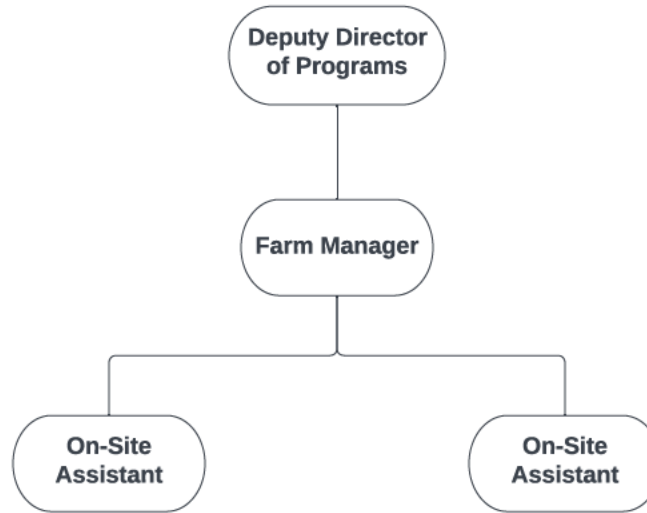 Deputy Director
of Programs
Farm Manager
On-Site
Assistant
On-Site
Assistant